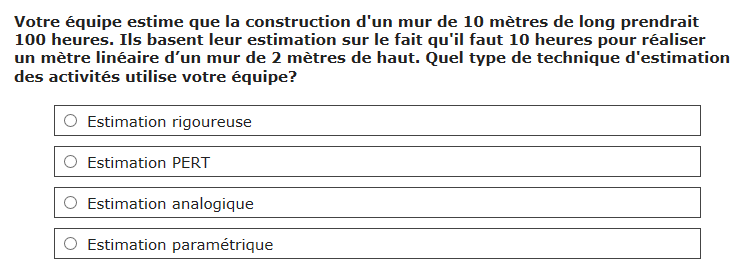 Votre équipe estime que la construction d'un mur de 10 mètres de long prendrait
100 heures. Ils basent leur estimation sur le fait qu'il faut 10 heures pour réaliser
un mètre linéaire d’un mur de 2 mètres de haut. Quel type de technique d'estimation
des activités utilise votre équipe?
Estimation rigoureuse
Estimation PERT
Estimation analogique
Estimation paramétrique